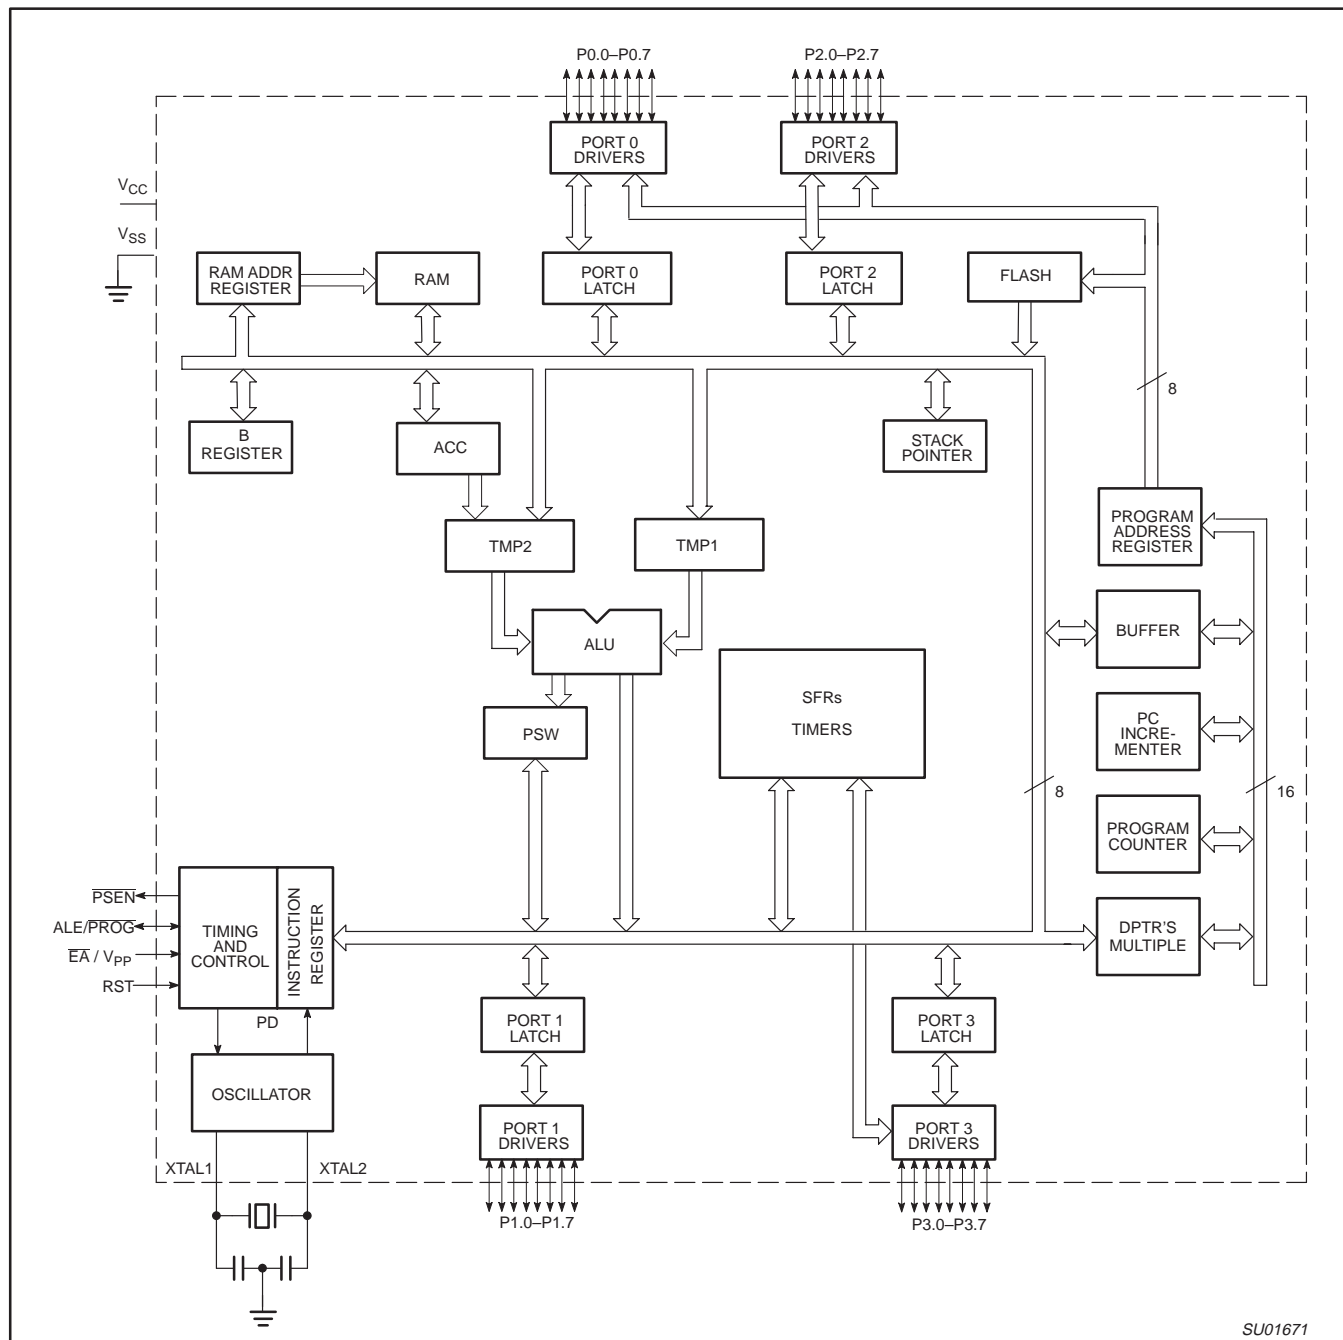 P0.0–P0.7
P2.0–P2.7
PORT 0
DRIVERS
PORT 2
DRIVERS
VCC
VSS
RAM ADDR
REGISTER
RAM
PORT 0
LATCH
PORT 2
LATCH
FLASH
8
B
REGISTER
ACC
STACK
POINTER
TMP2
TMP1
PROGRAM
ADDRESS
REGISTER
ALU
BUFFER
SFRs
TIMERS
PSW
PC
INCRE-
MENTER
8
16
PROGRAM
COUNTER
PSEN
ALE/PROG
EA / VPP
RST
TIMING
AND
CONTROL
INSTRUCTION
REGISTER
DPTR'S
MULTIPLE
PD
PORT 1
LATCH
PORT 3
LATCH
OSCILLATOR
PORT 1
DRIVERS
PORT 3
DRIVERS
XTAL1
XTAL2
P1.0–P1.7
P3.0–P3.7
SU01671